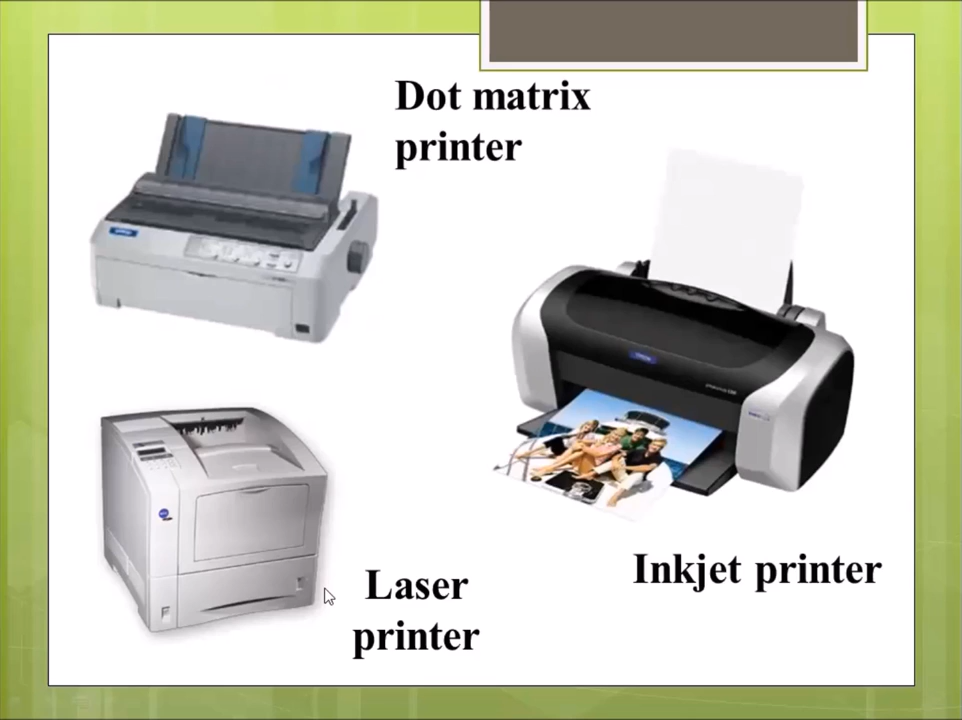 Dot matrix
printer
Inkjet printer
Laser
printer